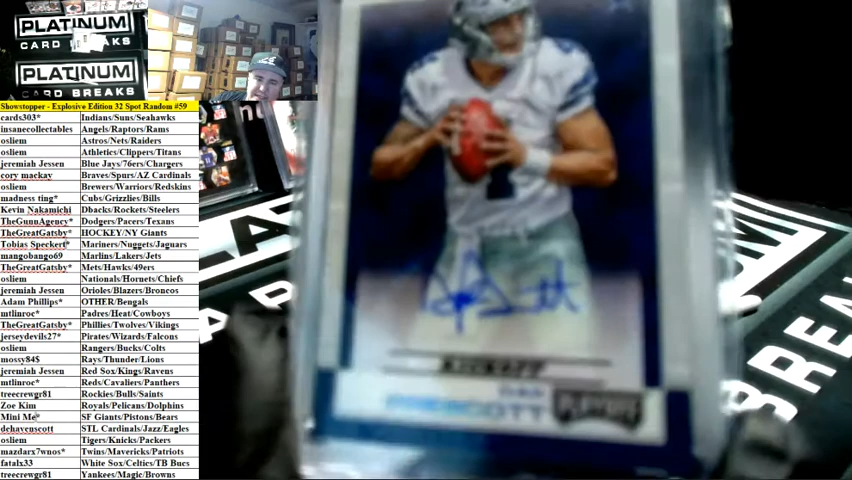 PLATINUM
CARD BREAKS
PLATINUM
CARD BREAKS
Showstopper - Explosive Edition 32 Spot Random #59
cards303* Indians/Suns/Seahawks
insanecollectables Angels/Raptors/Rams
osliem Astros/Nets/Raiders
osliem Athletics/Clippers/Titans
jeremiah Jessen Blue Jays/76ers/Chargers
cory mackay Braves/Spurs/AZ Cardinals
osliem Brewers/Warriors/Redskins
madness ting* Cubs/Grizzlies/Bills
Kevin Nakamichi Dbacks/Rockets/Steelers
TheGunnAgency* Dodgers/Pacers/Texans
TheGreatGatsby* HOCKEY/NY Giants
Tobias Speckert* Mariners/Nuggets/Jaguars
mangobango69 Marlins/Lakers/Jets
TheGreatGatsby* Mets/Hawks/49ers
osliem Nationals/Hornets/Chiefs
jeremiah Jessen Orioles/Blazers/Broncos
Adam Phillips* OTHER/Bengals
mtlinroc* Padres/Heat/Cowboys
TheGreatGatsby* Phillies/Twolves/Vikings
jerseydevils27* Pirates/Wizards/Falcons
osliem Rangers/Bucks/Colts
mossy84$ Rays/Thunder/Lions
jeremiah Jessen Red Sox/Kings/Ravens
mtlinroc* Reds/Cavaliers/Panthers
treecrewgr81 Rockies/Bulls/Saints
Zoe Kim Royals/Pelicans/Dolphins
Mini Me* SF Giants/Pistons/Bears
dehavenscott STL Cardinals/Jazz/Eagles
osliem Tigers/Knicks/Packers
mazdarx7wnos* Twins/Mavericks/Patriots
fatalx33 White Sox/Celtics/TB Bucs
treecrewgr81 Yankees/Magic/Browns
KICKOFF
DAK
PRESCOTT
PLAYOFF